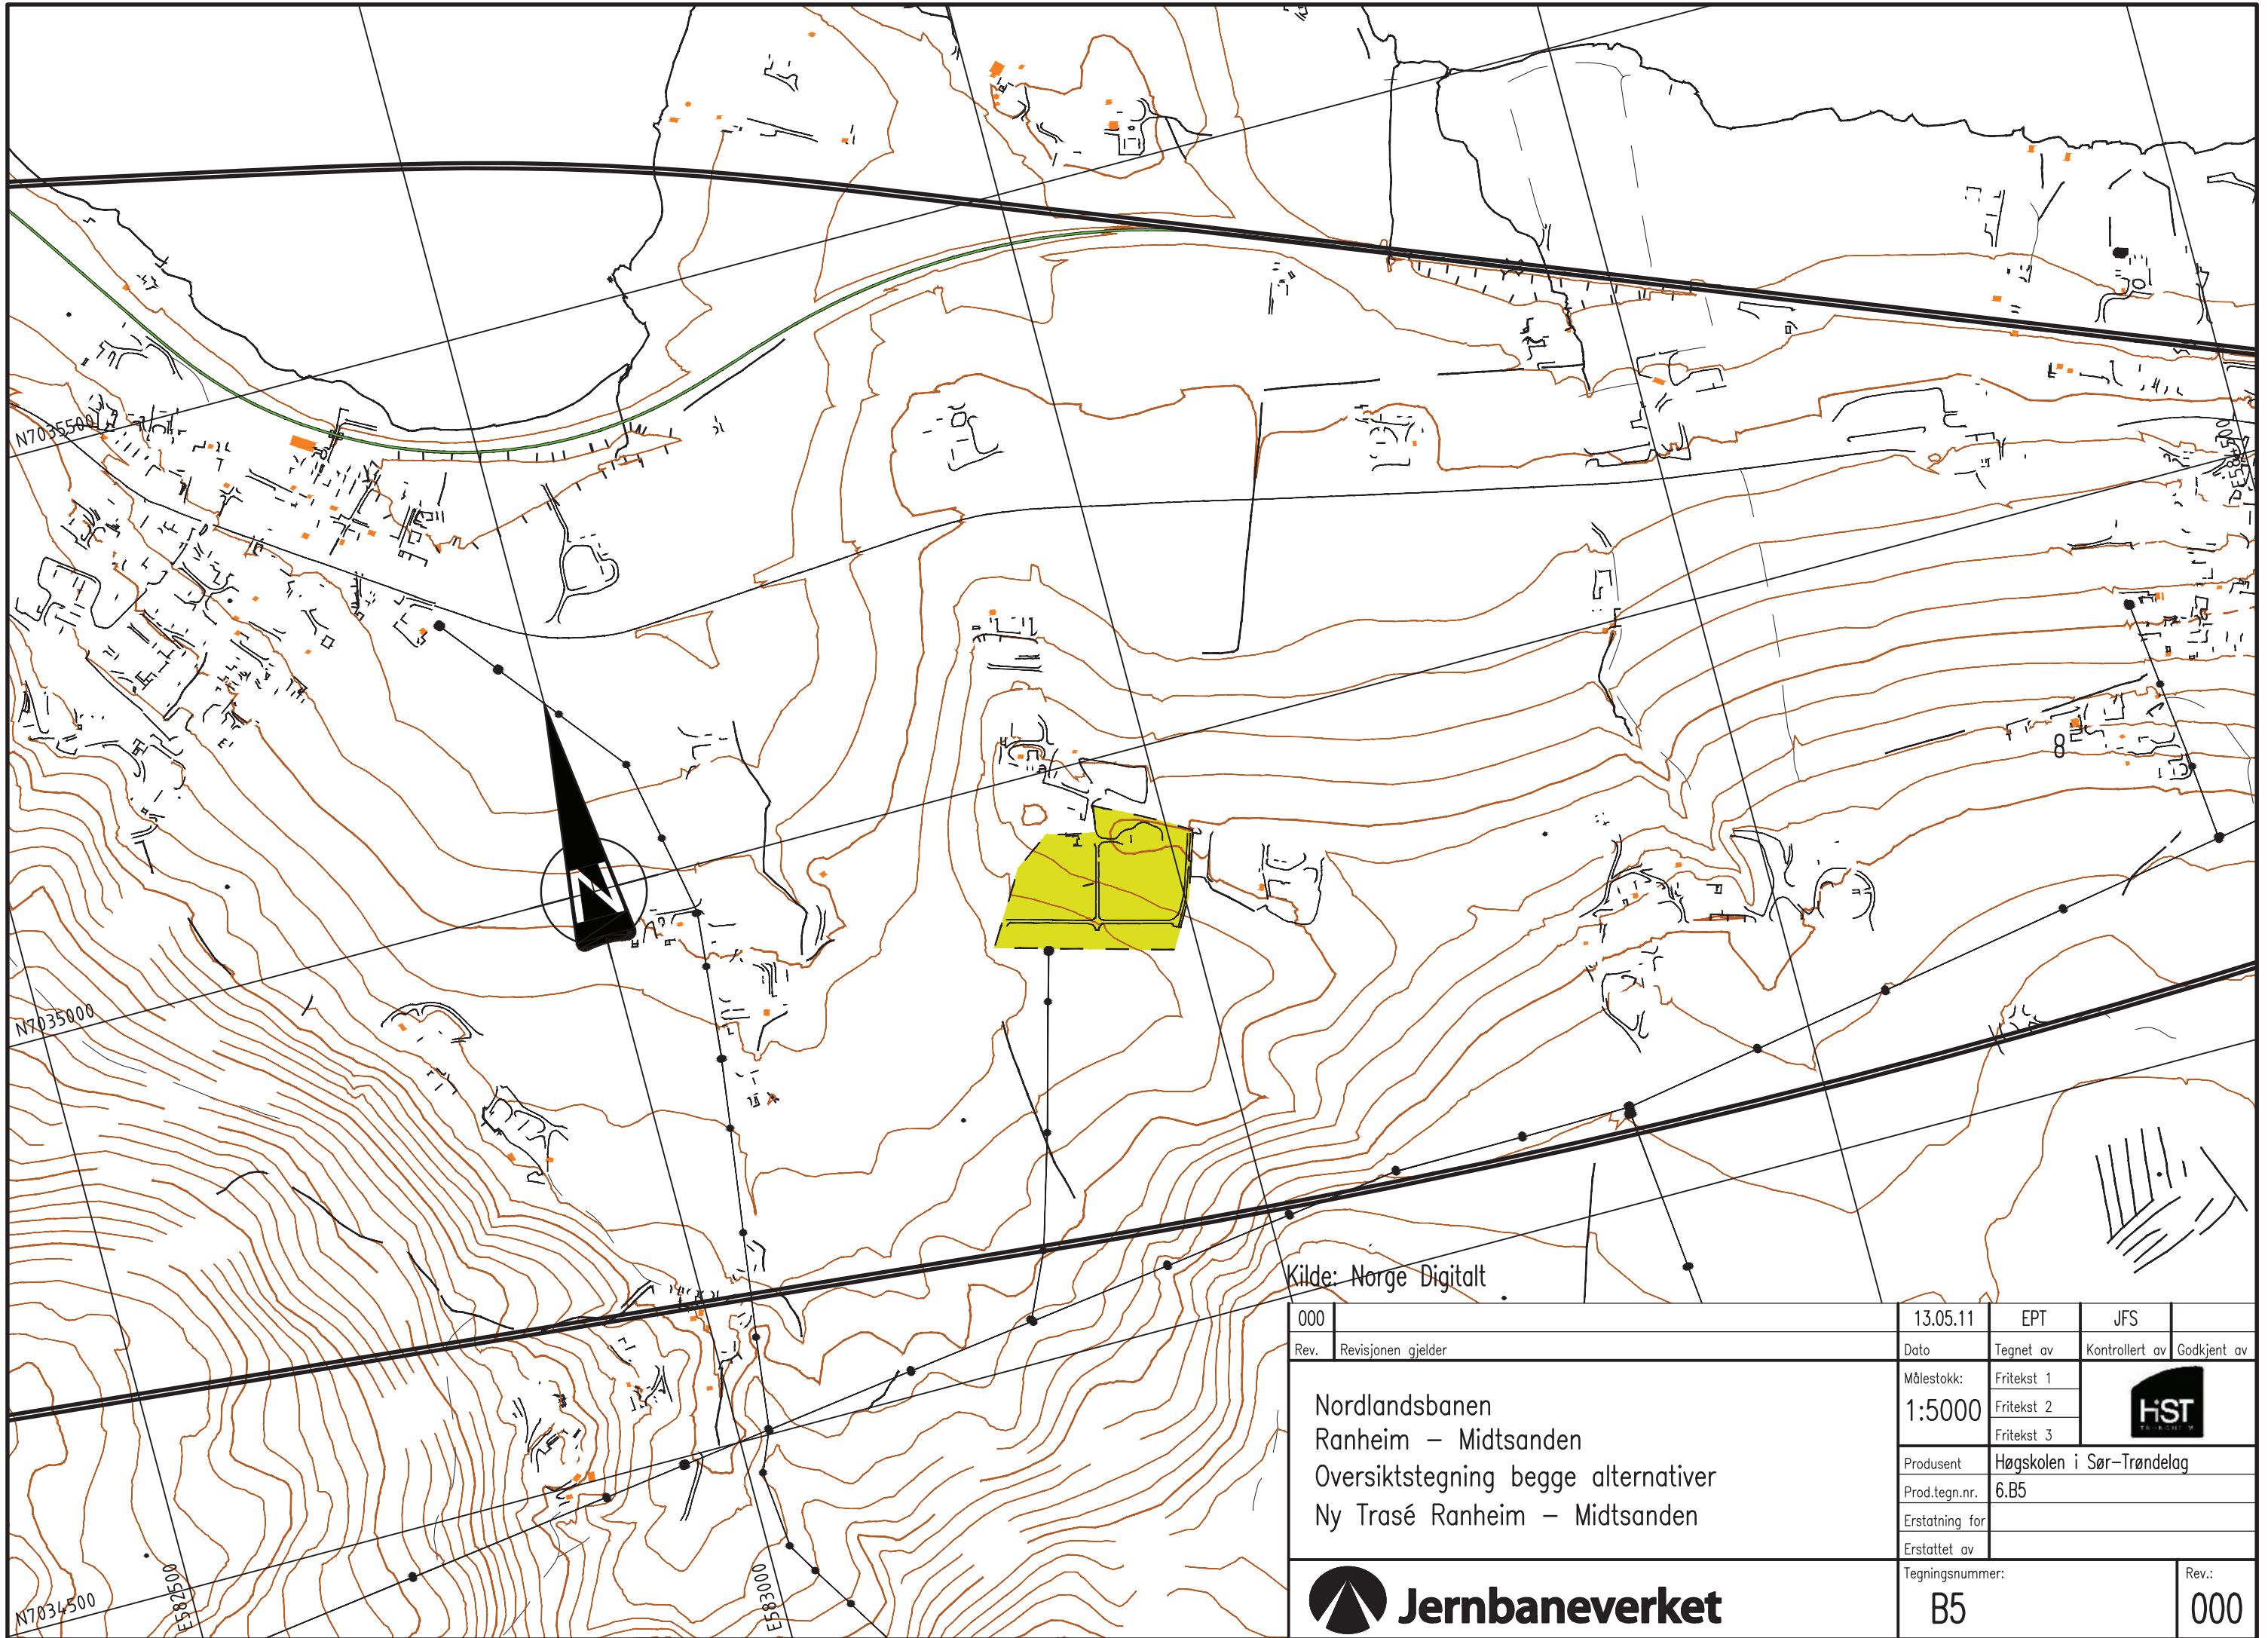 N7035500
N7035000
N7034500
E582500
E583000
8
N
Kilde: Norge Digitalt
000
13.05.11 EPT JFS
Rev. Revisjonen gjelder Dato Tegnet av Kontrollert av Godkjent av
Nordlandsbanen
Ranheim – Midtsanden
Oversiktstegning begge alternativer
Ny Trasé Ranheim – Midtsanden
Målestokk:
1:5000
Fritekst 1
Fritekst 2
Fritekst 3
HiST
Produsent Høgskolen i Sør–Trøndelag
Prod.tegn.nr. 6.B5
Erstatning for
Erstattet av
Jernbaneverket
Tegningsnummer:
B5
Rev.:
000